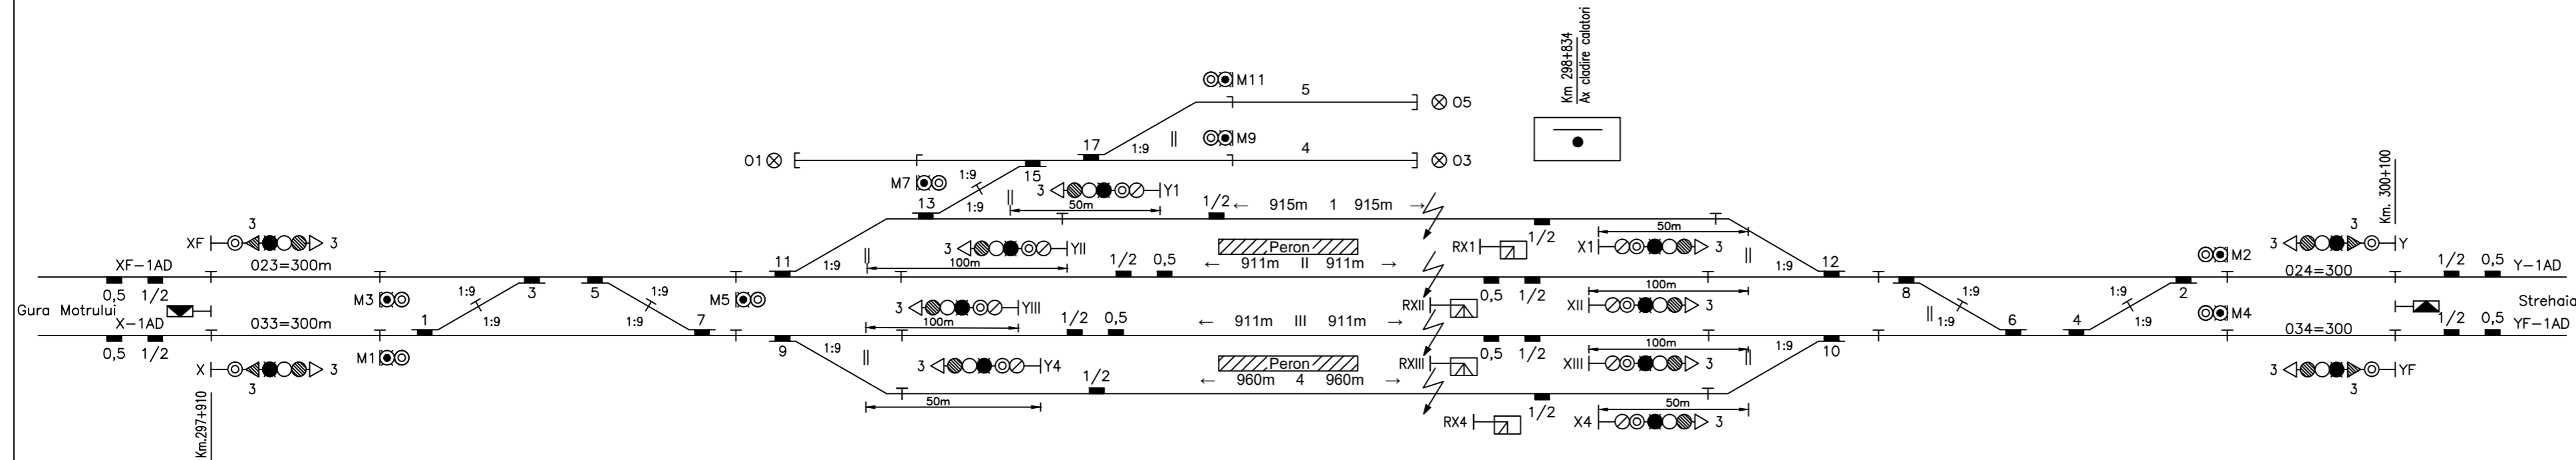 Km 298+834
Ax cladire calatori
M11
5
O5
17
1:9
M9
O1
4
O3
15
M7
1:9
1:9
3
Y1
50m
13
1/2
← 915m 1 915m →
1/2
Km. 300+100
XF
3
3
3
YII
100m
Peron
RX1
X1
50m
3
M2
3
3
Y
XF-1AD
023=300m
11
1:9
1/2
0,5
← 911m II 911m →
1:9
12
024=300
1/2
0,5
Y-1AD
0,5
1/2
M3
1:9
3
5
1:9
M5
0,5
1/2
100m
8
1:9
1:9
2
Gura Motrului
3
YIII
100m
RXII
XII
3
M4
Strehaia
X-1AD
033=300m
1:9
1:9
1/2
0,5
← 911m III 911m →
1:9
1:9
034=300
1/2
0,5
YF-1AD
0,5
1/2
M1
1
7
9
1:9
0,5
1/2
100m
1:9
10
6
4
X
3
3
3
Y4
Peron
RXIII
XIII
3
3
3
YF
1/2
← 960m 4 960m →
50m
1/2
50m
Km.297+910
RX4
X4
3